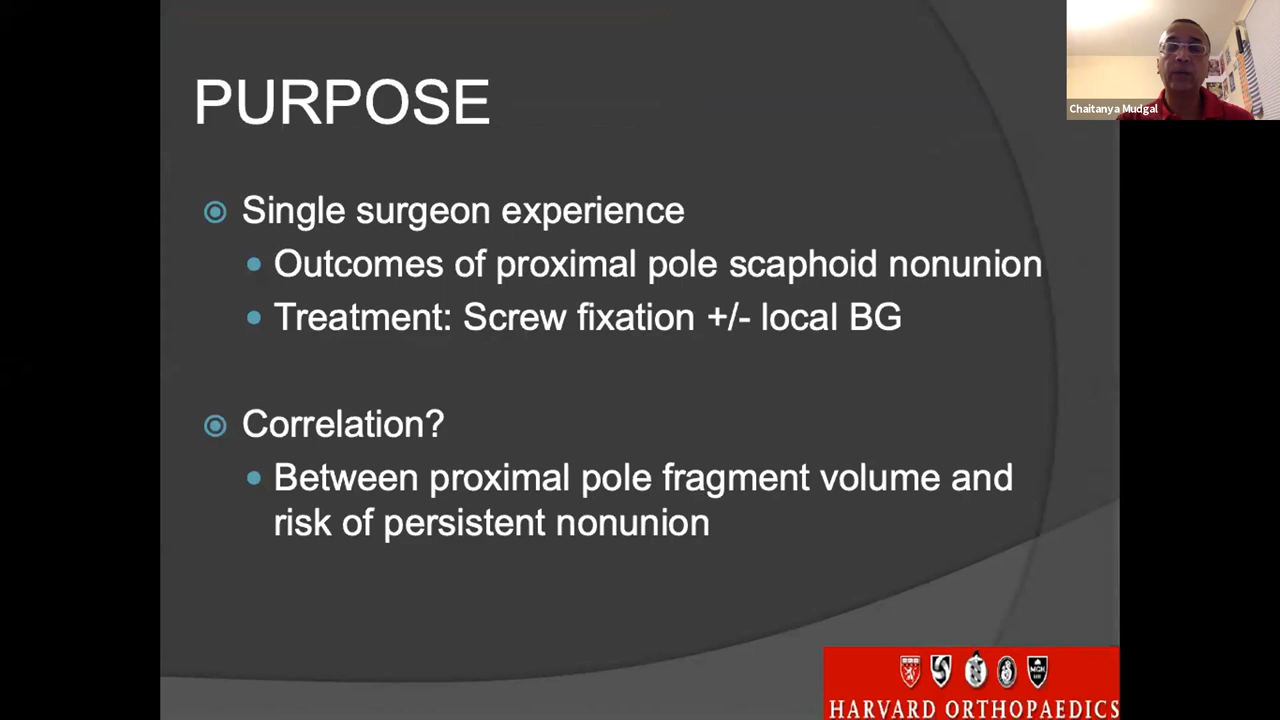 PURPOSE
Chaitanya Mudgal
Single surgeon experience
Outcomes of proximal pole scaphoid nonunion
Treatment: Screw fixation +/- local BG
Correlation?
Between proximal pole fragment volume and
risk of persistent nonunion
HARVARD ORTHOPAEDICS